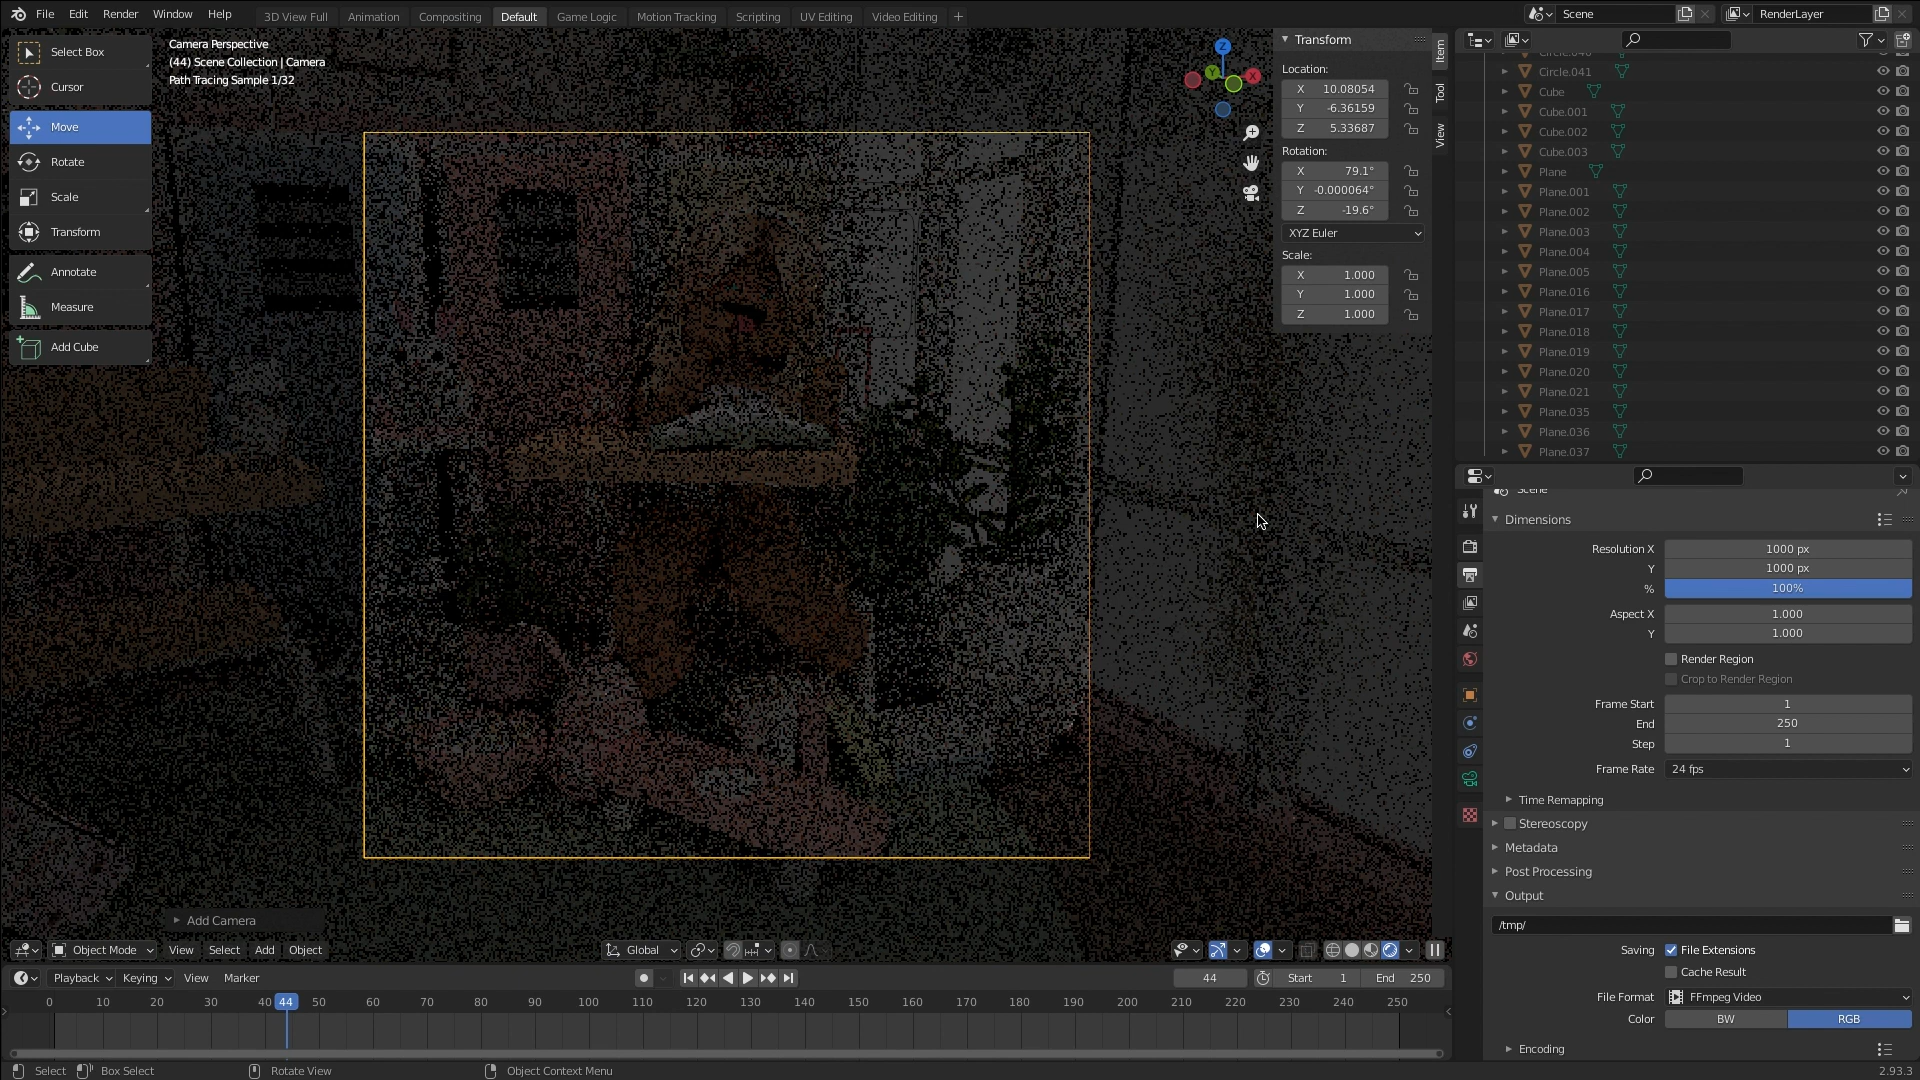 File Edit Render Window Help
3D View Full Animation Compositing Default Game Logic Motion Tracking Scripting UV Editing Video Editing +
Scene
RenderLayer
Select Box
Cursor
Move
Rotate
Scale
Transform
Annotate
Measure
Add Cube
Camera Perspective
(44) Scene Collection | Camera
Path Tracing Sample 1/32
Z
Y
X
Transform
Location:
X 10.08054
Y -6.36159
Z 5.33687
Rotation:
X 79.1°
Y -0.000064°
Z -19.6°
XYZ Euler
Scale:
X 1.000
Y 1.000
Z 1.000
Item
Tool
View
Circle.040
Circle.041
Cube
Cube.001
Cube.002
Cube.003
Plane
Plane.001
Plane.002
Plane.003
Plane.004
Plane.005
Plane.016
Plane.017
Plane.018
Plane.019
Plane.020
Plane.021
Plane.035
Plane.036
Plane.037
Scene
Dimensions
Resolution X 1000 px
Y 1000 px
% 100%
Aspect X 1.000
Y 1.000
Render Region
Crop to Render Region
Frame Start 1
End 250
Step 1
Frame Rate 24 fps
Time Remapping
Stereoscopy
Metadata
Post Processing
Output
/tmp/
Saving File Extensions
Cache Result
File Format FFmpeg Video
Color BW RGB
Encoding
Add Camera
Object Mode View Select Add Object
Global
Playback Keying View Marker
44 Start 1 End 250
0 10 20 30 40 44 50 60 70 80 90 100 110 120 130 140 150 160 170 180 190 200 210 220 230 240 250
Select Box Select Rotate View Object Context Menu
2.93.3